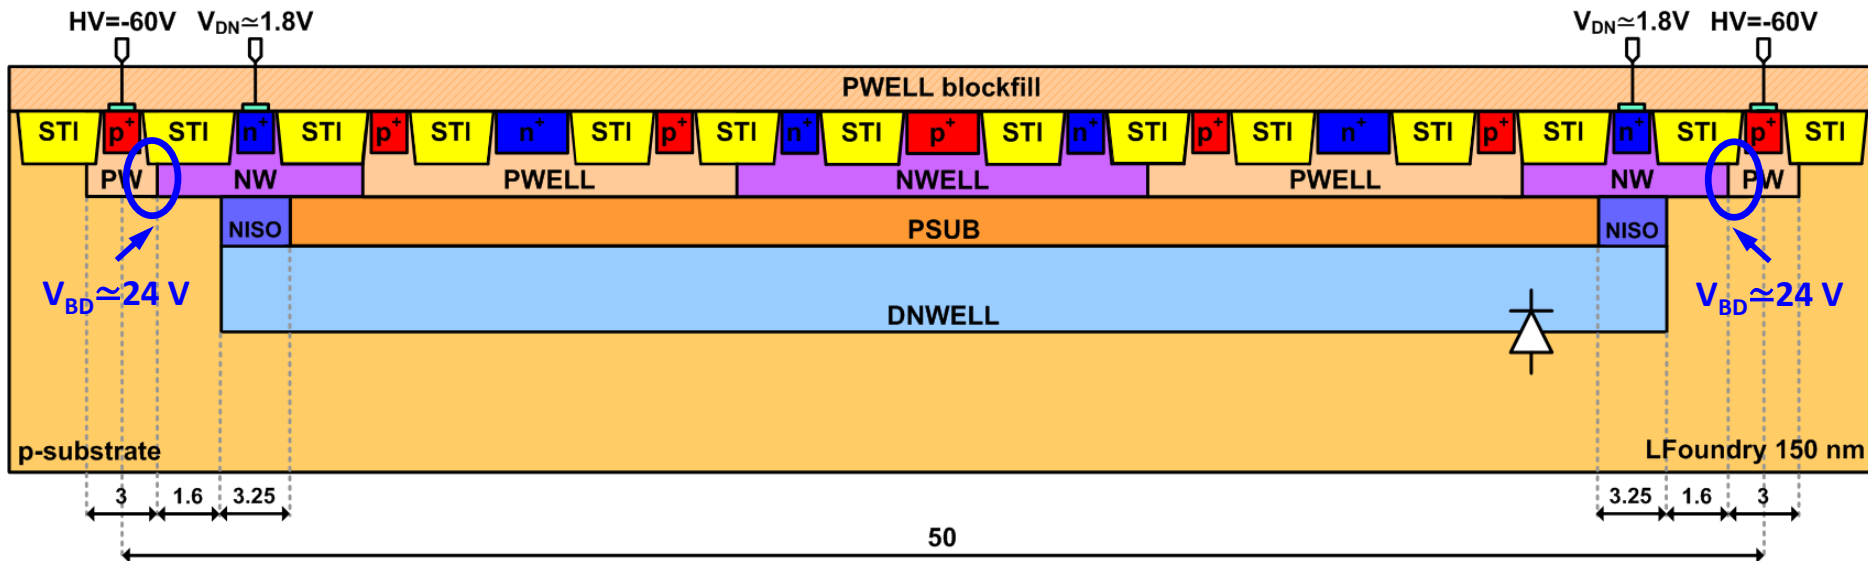 HV=-60V V_DN≃1.8V V_DN≃1.8V HV=-60V
PWELL blockfill
STI p+ STI n+ STI p+ STI n+ STI p+ STI n+ STI p+ STI n+ STI p+ STI n+ STI p+ STI n+ STI p+ STI
PW NW PWELL NWELL PWELL NW PW
NISO PSUB NISO
V_BD≃24 V V_BD≃24 V
DNWELL
p-substrate LFoundry 150 nm
3 1.6 3.25 3.25 1.6 3
50